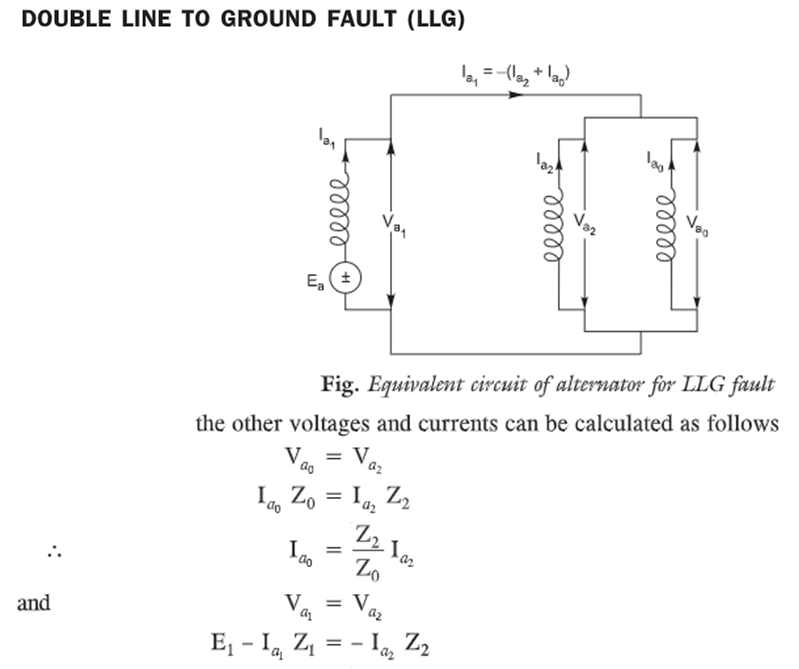 DOUBLE LINE TO GROUND FAULT (LLG)
Iₐ₁ = –(Iₐ₂ + Iₐ₀)
Iₐ₁
Iₐ₂
Iₐ₀
Vₐ₁
Vₐ₂
Vₐ₀
Eₐ
±
Fig. Equivalent circuit of alternator for LLG fault
the other voltages and currents can be calculated as follows
Vₐ₀ = Vₐ₂
Iₐ₀ Z₀ = Iₐ₂ Z₂
∴ Iₐ₀ = Z₂/Z₀ Iₐ₂
and Vₐ₁ = Vₐ₂
E₁ – Iₐ₁ Z₁ = – Iₐ₂ Z₂